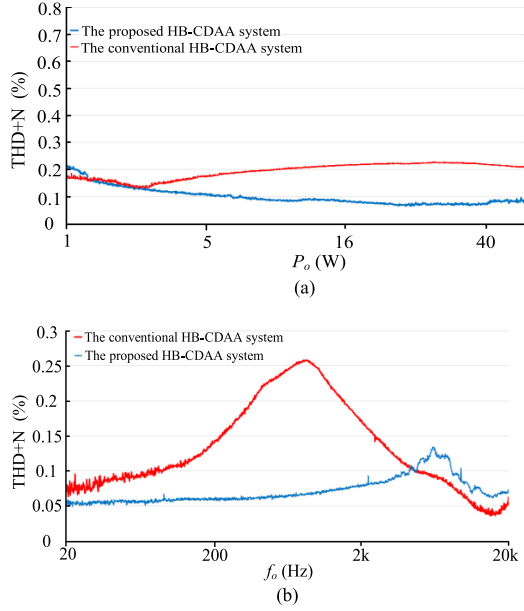 The proposed HB-CDAA system
The conventional HB-CDAA system
THD+N (%)
0.8
0.7
0.6
0.5
0.4
0.3
0.2
0.1
0
1
5
16
40
P_o (W)
(a)
The conventional HB-CDAA system
The proposed HB-CDAA system
THD+N (%)
0.3
0.25
0.2
0.15
0.1
0.05
0
20
200
2k
20k
f_o (Hz)
(b)